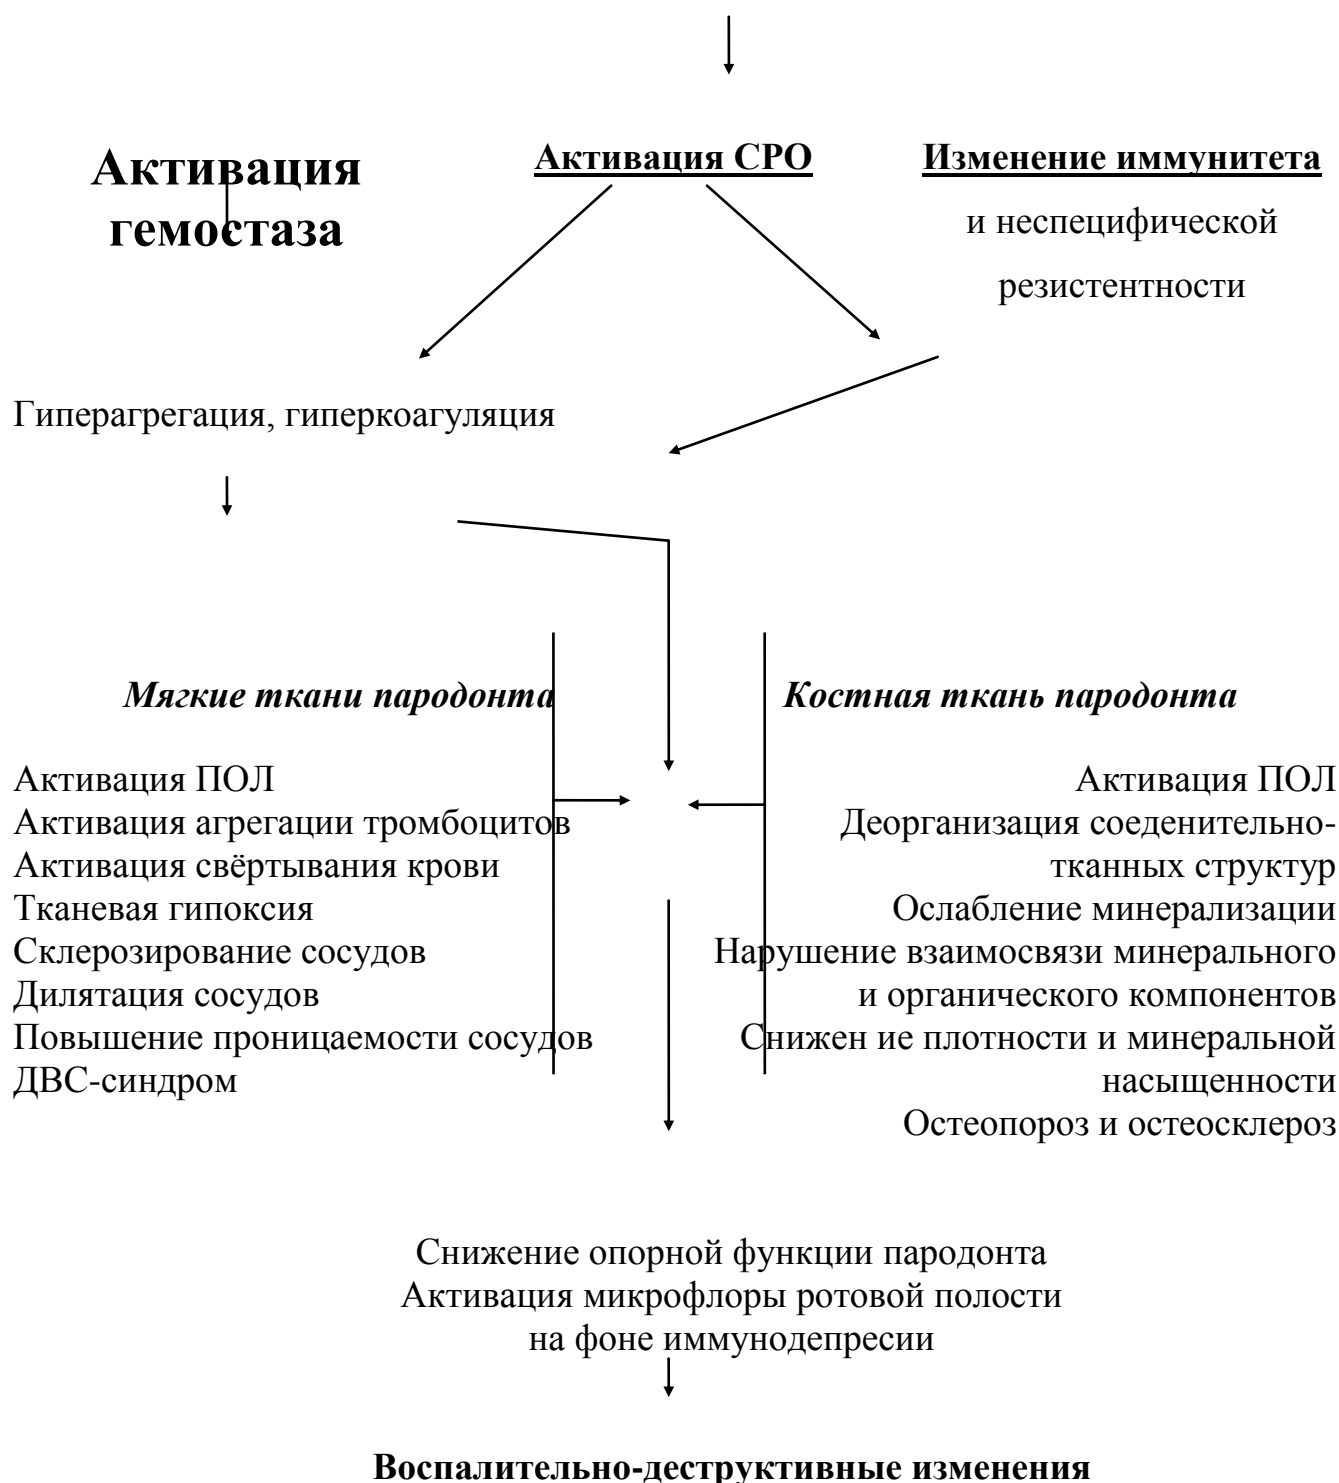 Активация
гемостаза
Активация СРО
Изменение иммунитета
и неспецифической
резистентности
Гиперагрегация, гиперкоагуляция
Мягкие ткани пародонта
Активация ПОЛ
Активация агрегации тромбоцитов
Активация свёртывания крови
Тканевая гипоксия
Склерозирование сосудов
Дилятация сосудов
Повышение проницаемости сосудов
ДВС-синдром
Костная ткань пародонта
Активация ПОЛ
Деорганизация соеденительно-
тканных структур
Ослабление минерализации
Нарушение взаимосвязи минерального
и органического компонентов
Снижен ие плотности и минеральной
насыщенности
Остеопороз и остеосклероз
Снижение опорной функции пародонта
Активация микрофлоры ротовой полости
на фоне иммунодепресии
Воспалительно-деструктивные изменения